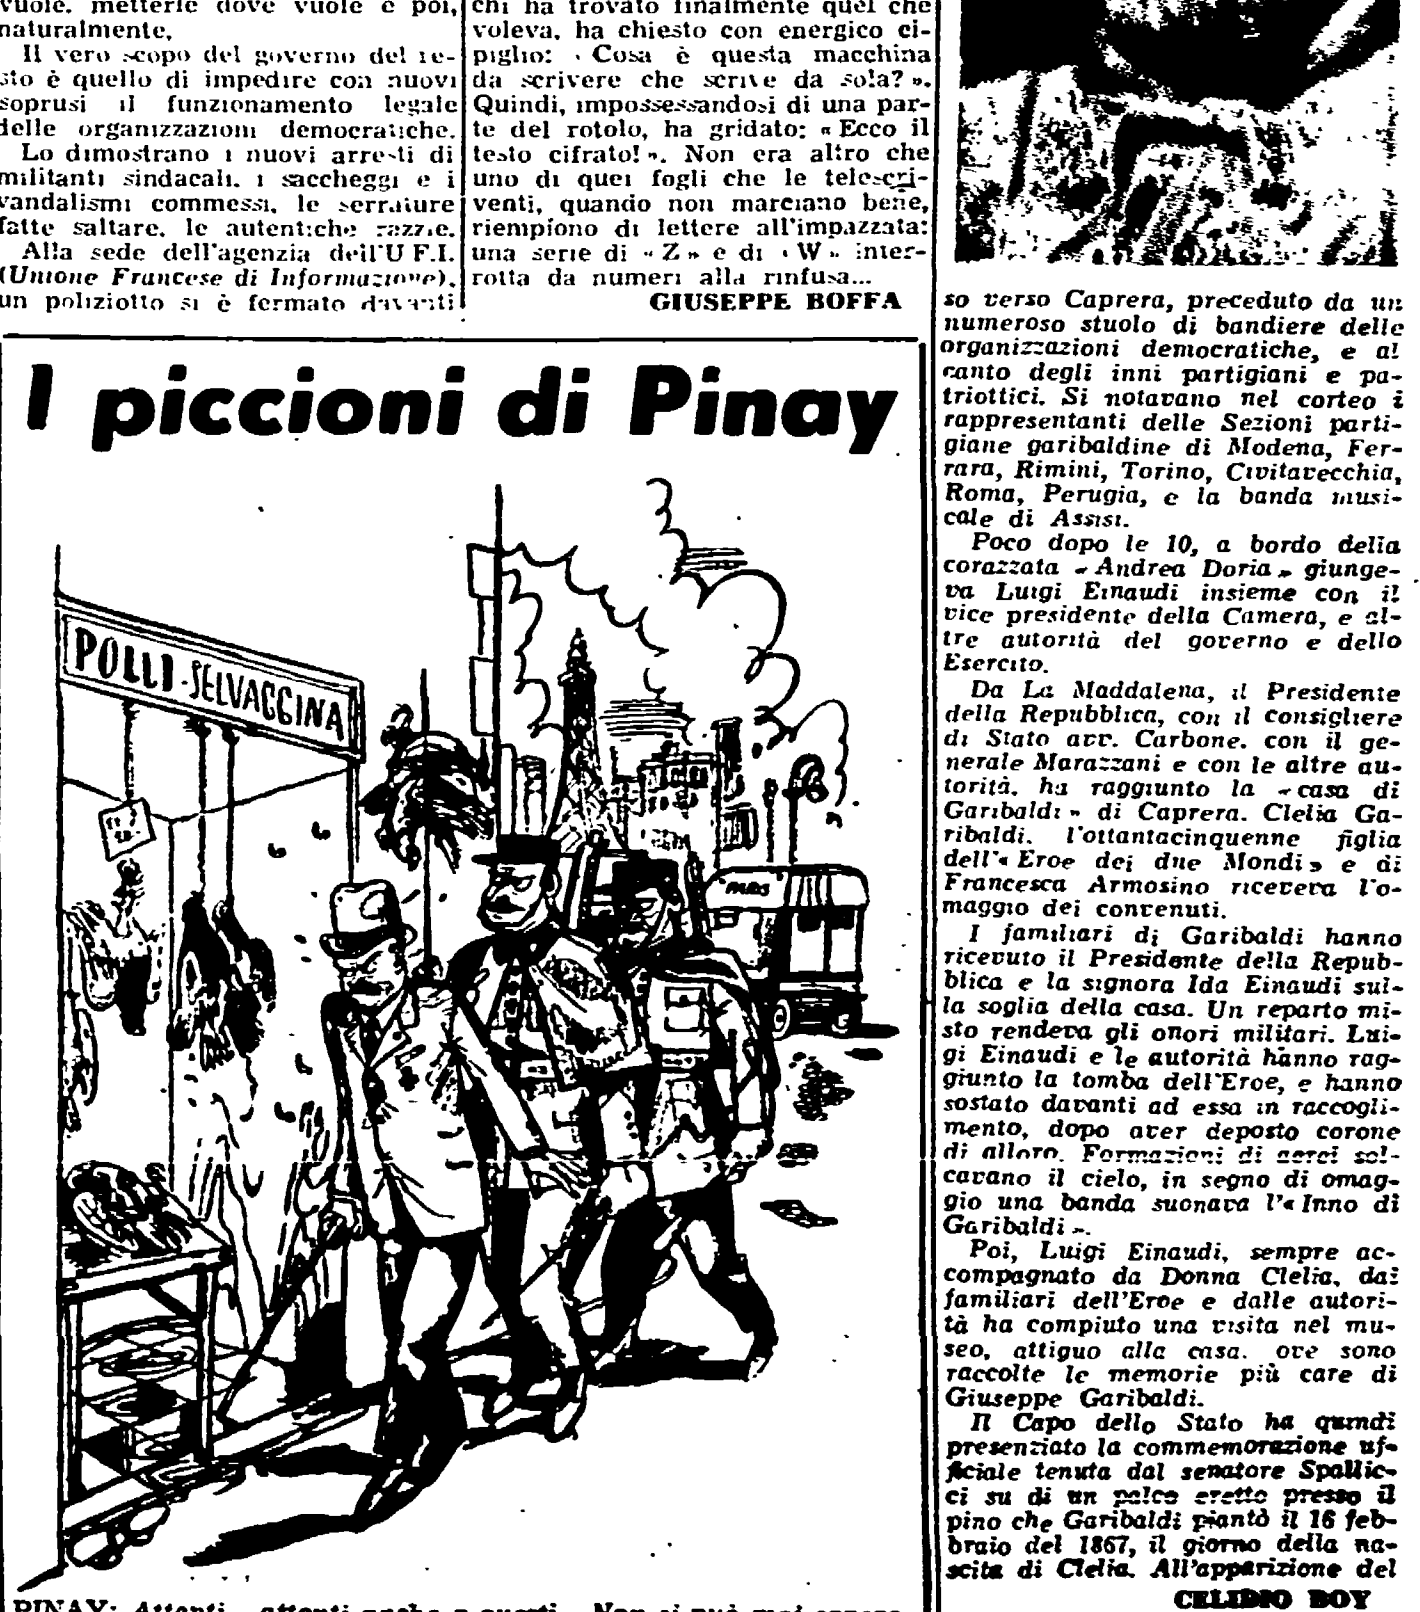 vuole. metterle dove vuole e poi,
naturalmente.
Il vero scopo del governo del re-
sto è quello di impedire con nuovi
soprusi il funzionamento legale
delle organizzazioni democratiche.
Lo dimostrano i nuovi arresti di
militanti sindacali. i saccheggi e i
vandalismi commessi, le serrature
fatte saltare. le autentiche razzie.
Alla sede dell'agenzia dell'U F.I.
(Unione Francese di Informazione),
un poliziotto si è fermato davanti
chi ha trovato finalmente quel che
voleva, ha chiesto con energico ci-
piglio: « Cosa è questa macchina
da scrivere che scrive da sola? ».
Quindi, impossessandosi di una par-
te del rotolo, ha gridato: « Ecco il
testo cifrato! ». Non era altro che
uno di quei fogli che le telescri-
venti, quando non marciano bene,
riempiono di lettere all'impazzata:
una serie di « Z » e di « W » inter-
rotta da numeri alla rinfusa...
GIUSEPPE BOFFA
I piccioni di Pinay
POLLI - SELVAGGINA
PARIS
PINAY: Attenti attenti anche a questi Non si può mai
so verso Caprera, preceduto da un
numeroso stuolo di bandiere delle
organizzazioni democratiche, e al
canto degli inni partigiani e pa-
triottici. Si notavano nel corteo i
rappresentanti delle Sezioni parti-
giane garibaldine di Modena, Fer-
rara, Rimini, Torino, Civitavecchia,
Roma, Perugia, e la banda musi-
cale di Assisi.
Poco dopo le 10, a bordo della
corazzata « Andrea Doria » giunge-
va Luigi Einaudi insieme con il
vice presidente della Camera, e al-
tre autorità del governo e dello
Esercito.
Da La Maddalena, il Presidente
della Repubblica, con il consigliere
di Stato avv. Carbone. con il ge-
nerale Marazzani e con le altre au-
torità. ha raggiunto la « casa di
Garibaldi » di Caprera. Clelia Ga-
ribaldi. l'ottantacinquenne figlia
dell'« Eroe dei due Mondi » e di
Francesca Armosino riceveva l'o-
maggio dei convenuti.
I familiari di Garibaldi hanno
ricevuto il Presidente della Repub-
blica e la signora Ida Einaudi sul-
la soglia della casa. Un reparto mi-
sto rendeva gli onori militari. Lui-
gi Einaudi e le autorità hanno rag-
giunto la tomba dell'Eroe, e hanno
sostato davanti ad essa in raccogli-
mento, dopo aver deposto corone
di alloro. Formazioni di aerei sol-
cavano il cielo, in segno di omag-
gio una banda suonava l'« Inno di
Garibaldi ».
Poi, Luigi Einaudi, sempre ac-
compagnato da Donna Clelia, dai
familiari dell'Eroe e dalle autori-
tà ha compiuto una visita nel mu-
seo, attiguo alla casa. ove sono
raccolte le memorie più care di
Giuseppe Garibaldi.
Il Capo dello Stato ha quindi
presenziato la commemorazione uf-
ficiale tenuta dal senatore Spallic-
ci su di un palco eretto presso il
pino che Garibaldi piantò il 16 feb-
braio del 1867, il giorno della na-
scita di Clelia. All'apparizione del
CELIDIO BOY